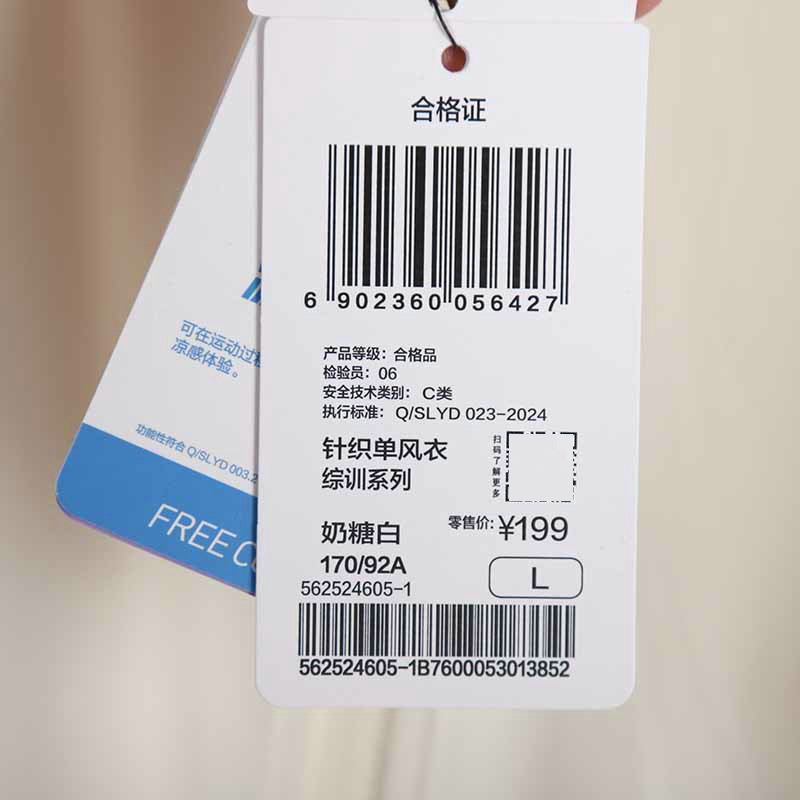 合格证
6 902360 056427
产品等级：合格品
检验员：06
安全技术类别：C类
执行标准：Q/SLYD 023-2024
针织单风衣
综训系列
扫码了解更多
奶糖白
零售价:¥199
170/92A
L
562524605-1
562524605-1B7600053013852
可在运动过程
凉感体验。
功能性符合 Q/SLYD 003.2
FREE C